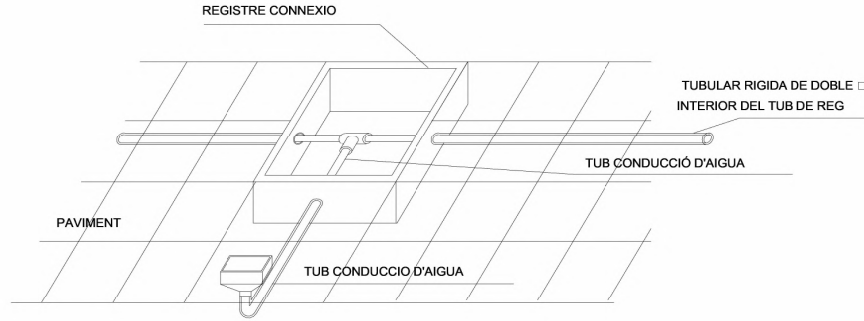 REGISTRE CONNEXIO
TUBULAR RIGIDA DE DOBLE
INTERIOR DEL TUB DE REG
TUB CONDUCCIÓ D'AIGUA
PAVIMENT
TUB CONDUCCIO D'AIGUA